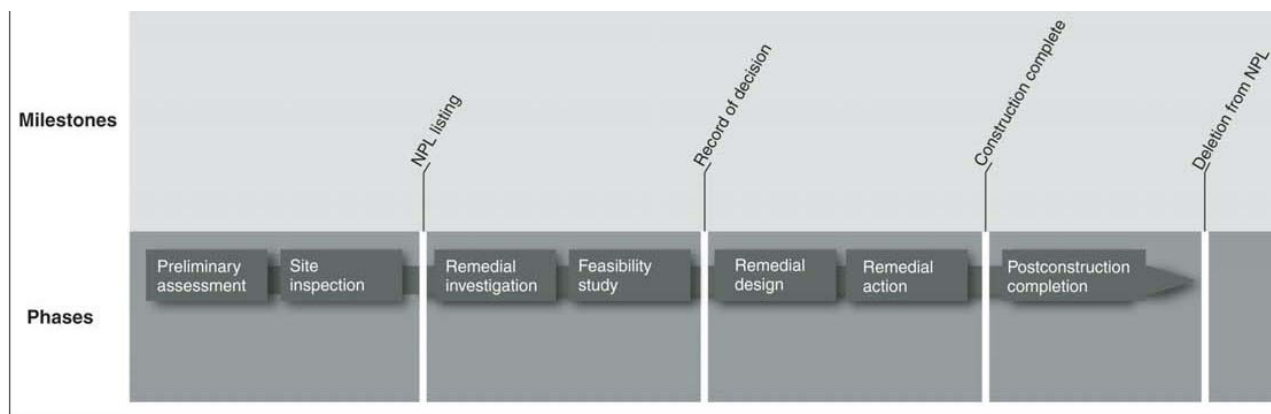 Milestones
NPL listing
Record of decision
Construction complete
Deletion from NPL
Phases
Preliminary
assessment
Site
inspection
Remedial
investigation
Feasibility
study
Remedial
design
Remedial
action
Postconstruction
completion